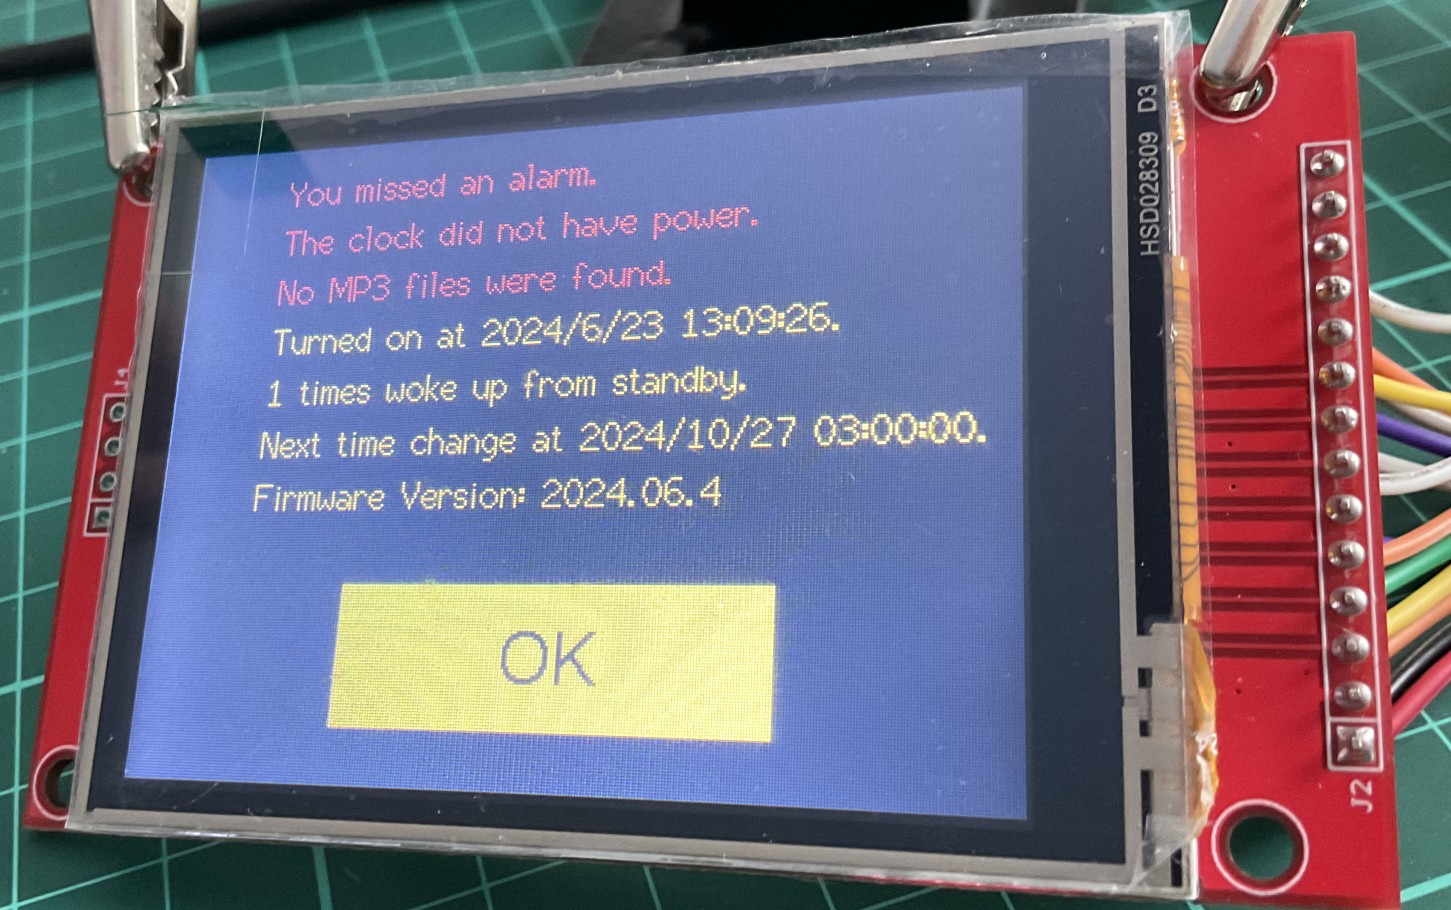 You missed an alarm.
The clock did not have power.
No MP3 files were found.
Turned on at 2024/6/23 13:09:26.
1 times woke up from standby.
Next time change at 2024/10/27 03:00:00.
Firmware Version: 2024.06.4
OK
HSD028309 D3
J1
J2